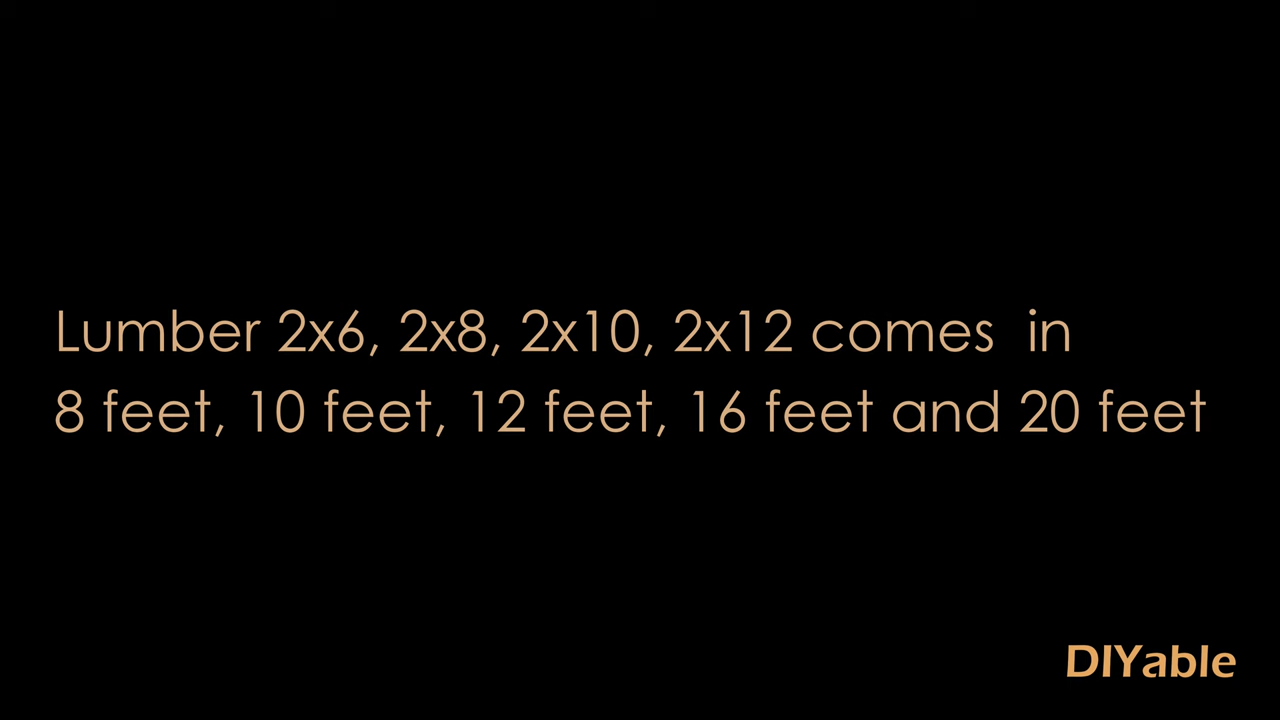 Lumber 2x6, 2x8, 2x10, 2x12 comes  in
8 feet, 10 feet, 12 feet, 16 feet and 20 feet
DIYable